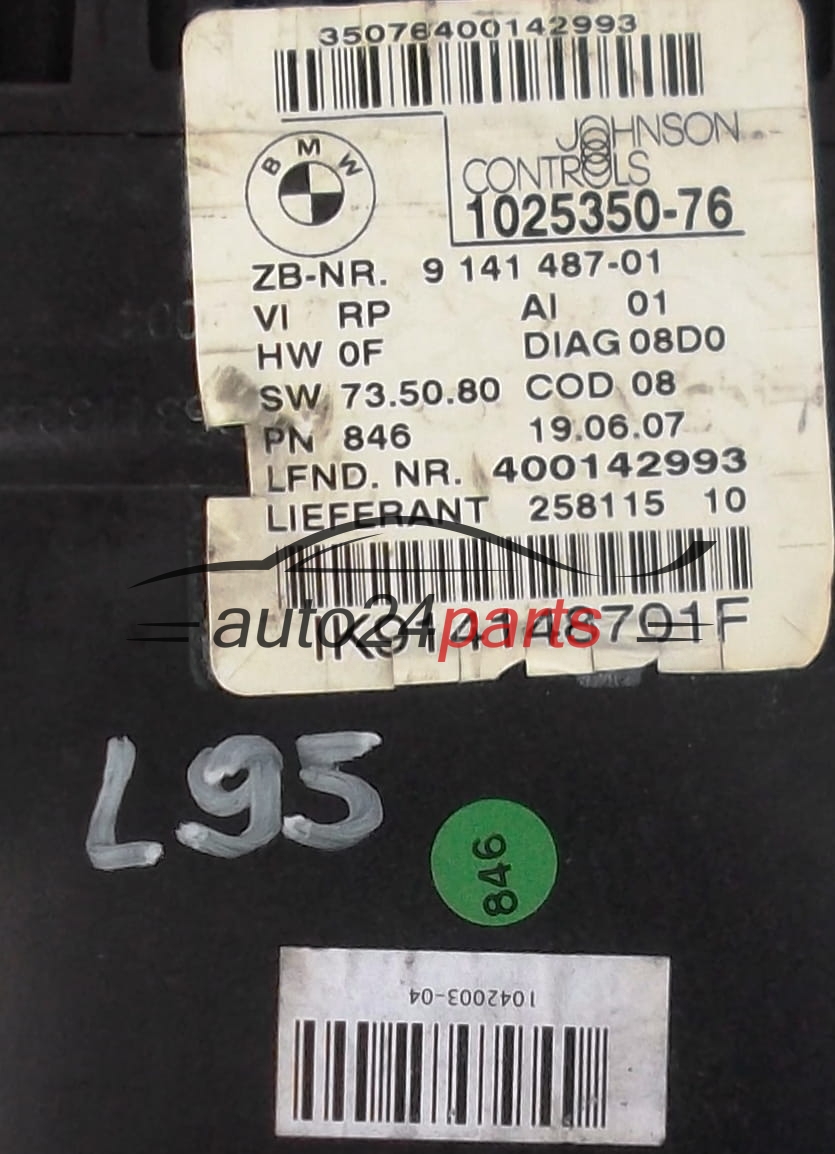 35076400142993
BMW
JOHNSON
CONTROLS
1025350-76
ZB-NR. 9 141 487-01
VI RP AI 01
HW 0F DIAG 08D0
SW 73.50.80 COD 08
PN 846 19.06.07
LFND. NR. 400142993
LIEFERANT 258115 10
IK914148701F
auto24parts
L95
846
1042003-04